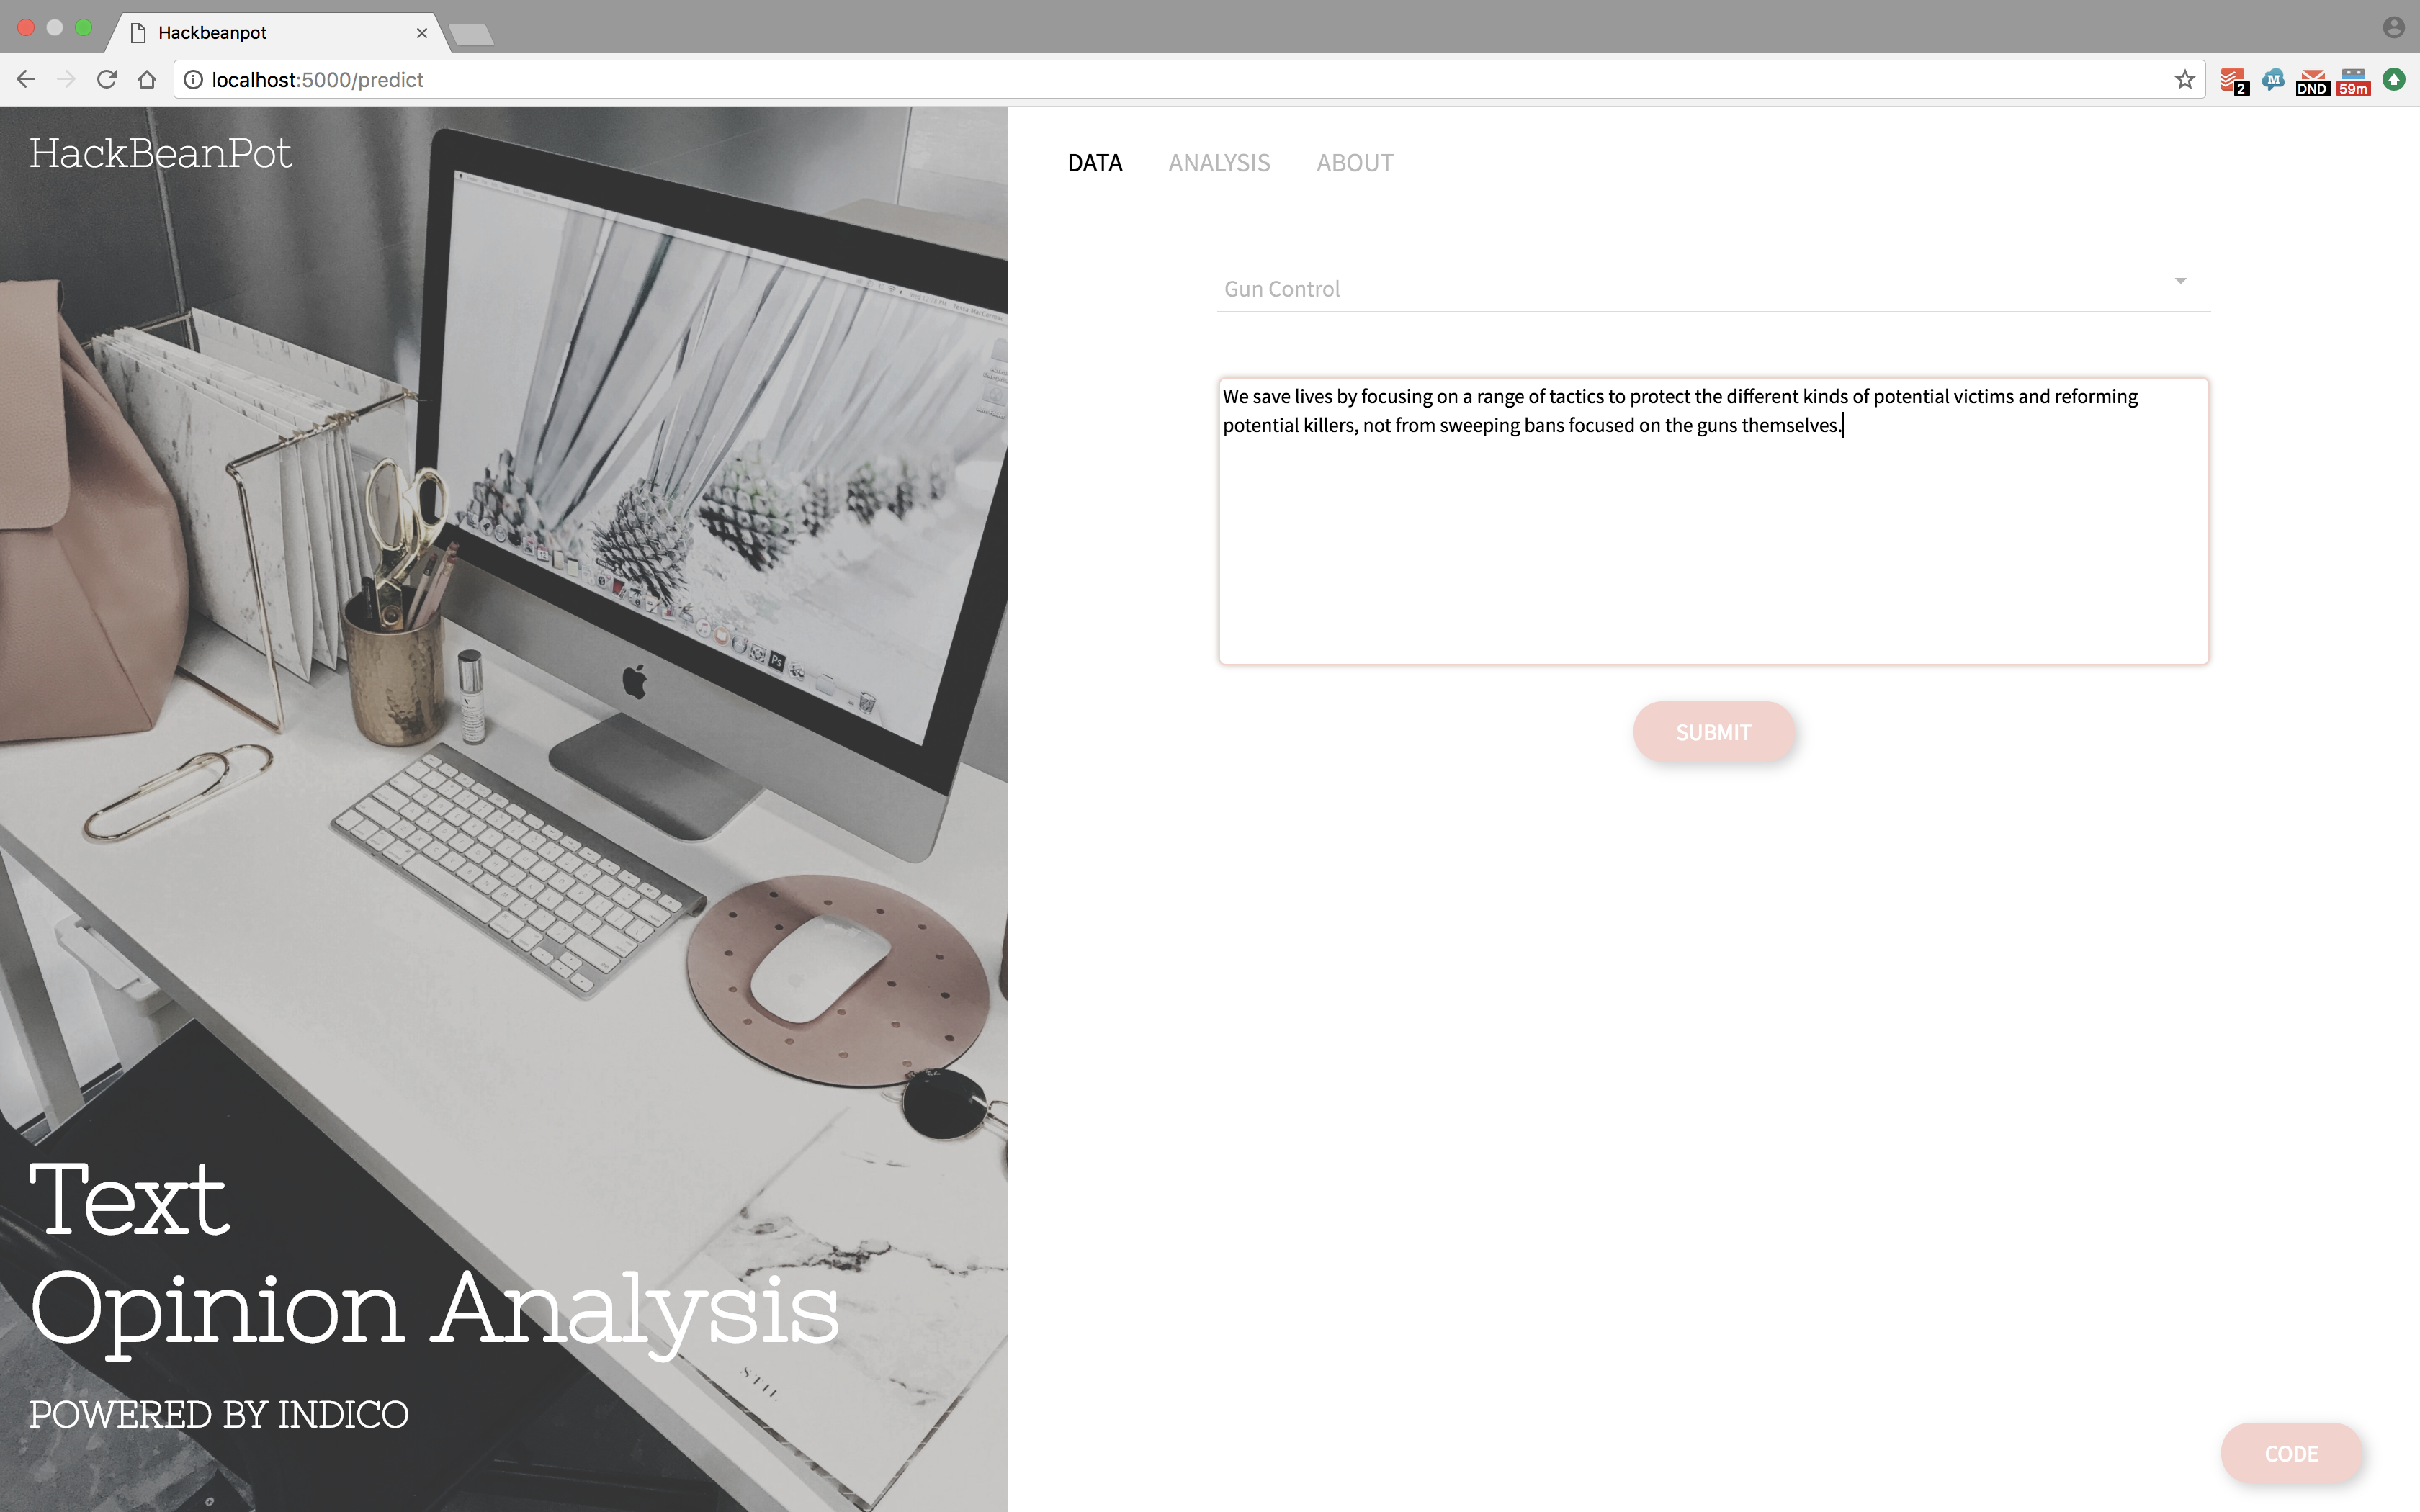 Hackbeanpot
localhost:5000/predict
2
M
DND
59m
HackBeanPot
DATA
ANALYSIS
ABOUT
Gun Control
We save lives by focusing on a range of tactics to protect the different kinds of potential victims and reforming
potential killers, not from sweeping bans focused on the guns themselves.
SUBMIT
Ps
Text
Opinion Analysis
POWERED BY INDICO
CODE